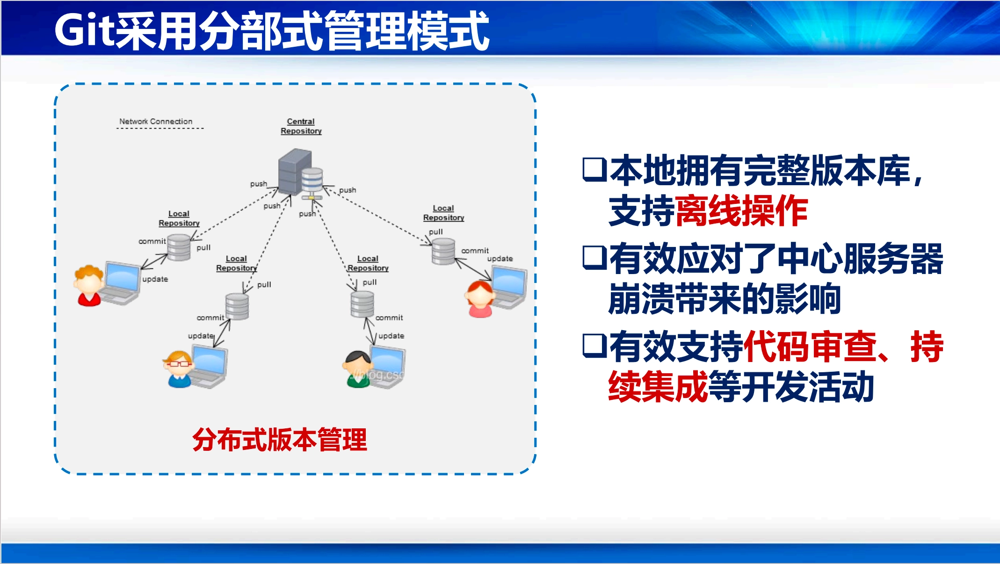 Git采用分部式管理模式
Network Connection
Central
Repository
push
push
push
push
Local
Repository
commit
pull
update
Local
Repository
pull
commit
update
Local
Repository
pull
commit
update
Local
Repository
pull
commit
update
//blog.csd
分布式版本管理
本地拥有完整版本库，
支持离线操作
有效应对了中心服务器
崩溃带来的影响
有效支持代码审查、持
续集成等开发活动